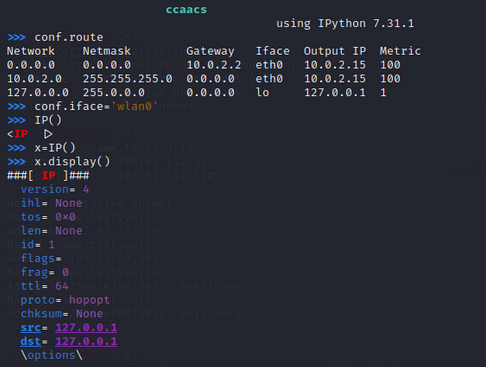 ccaacs
using IPython 7.31.1
>>> conf.route
Network Netmask Gateway Iface Output IP Metric
0.0.0.0 0.0.0.0 10.0.2.2 eth0 10.0.2.15 100
10.0.2.0 255.255.255.0 0.0.0.0 eth0 10.0.2.15 100
127.0.0.0 255.0.0.0 0.0.0.0 lo 127.0.0.1 1
>>> conf.iface='wlan0'
>>> IP()
<IP |>
>>> x=IP()
>>> x.display()
###[ IP ]###
version= 4
ihl= None
tos= 0x0
len= None
id= 1
flags=
frag= 0
ttl= 64
proto= hopopt
chksum= None
src= 127.0.0.1
dst= 127.0.0.1
\options\